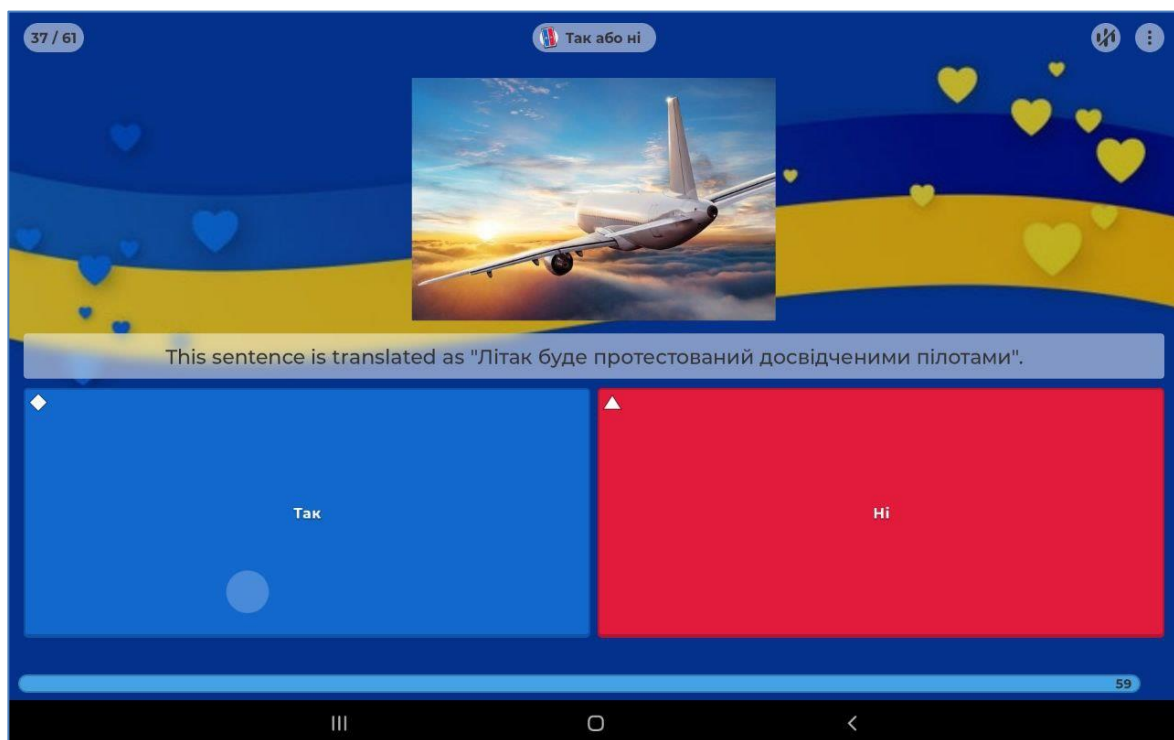 37 / 61
Так або ні
This sentence is translated as "Літак буде протестований досвідченими пілотами".
Так
Ні
59